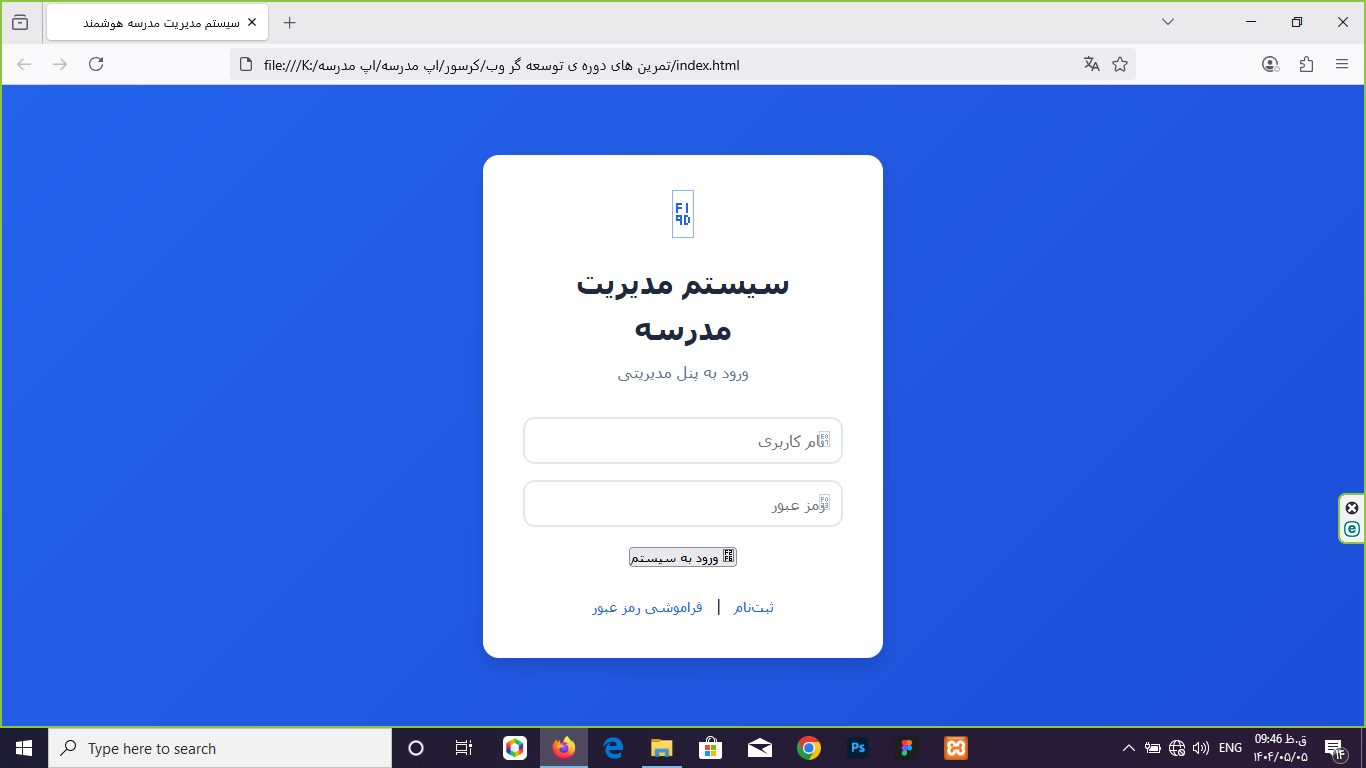 سیستم مدیریت مدرسه هوشمند
file:///K:/تمرین های دوره ی توسعه گر وب/کرسور/اپ مدرسه/اپ مدرسه/index.html
سیستم مدیریت
مدرسه
ورود به پنل مدیریتی
نام کاربری
رمز عبور
ورود به سیستم
ثبت‌نام | فراموشی رمز عبور
Type here to search
Ps
ENG
09:46 ق.ظ
۱۴۰۴/۰۵/۰۵
۱۴